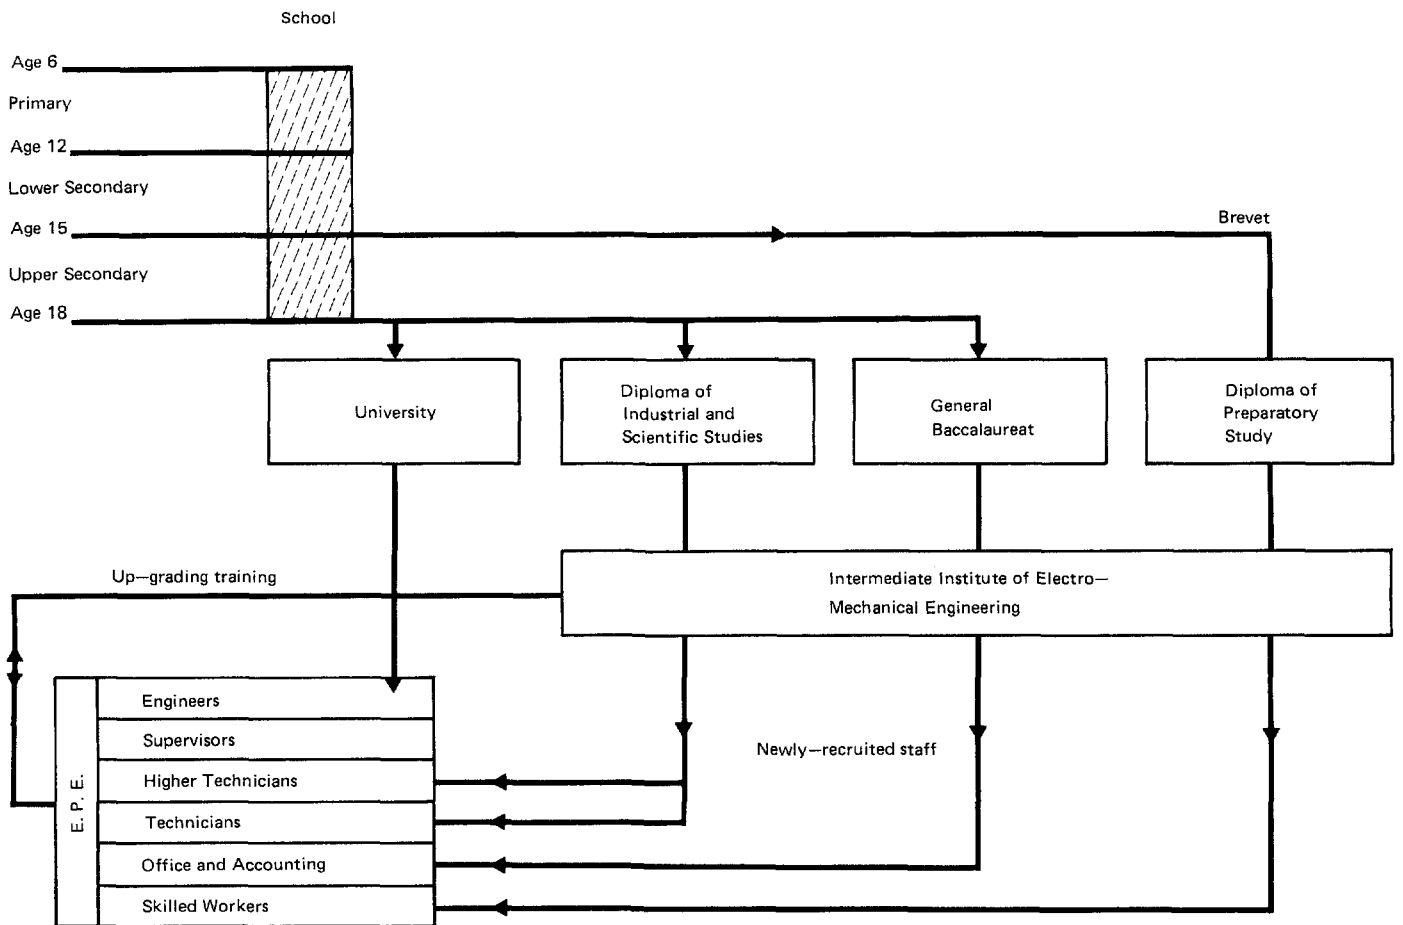 School
Age 6
Primary
Age 12
Lower Secondary
Age 15
Brevet
Upper Secondary
Age 18
University
Diploma of
Industrial and
Scientific Studies
General
Baccalaureat
Diploma of
Preparatory
Study
Up—grading training
Intermediate Institute of Electro—
Mechanical Engineering
E. P. E.
Engineers
Supervisors
Higher Technicians
Technicians
Office and Accounting
Skilled Workers
Newly—recruited staff